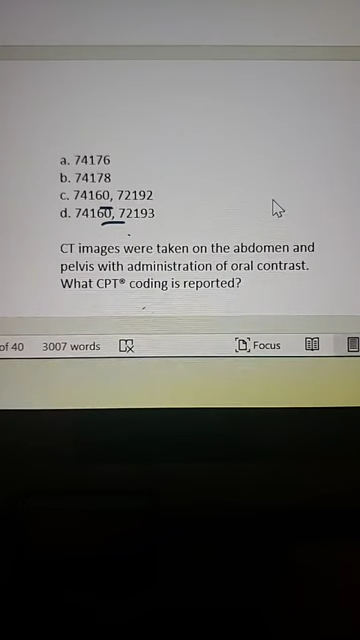 a. 74176
b. 74178
c. 74160, 72192
d. 74160, 72193
CT images were taken on the abdomen and
pelvis with administration of oral contrast.
What CPT® coding is reported?
of 40 3007 words Focus